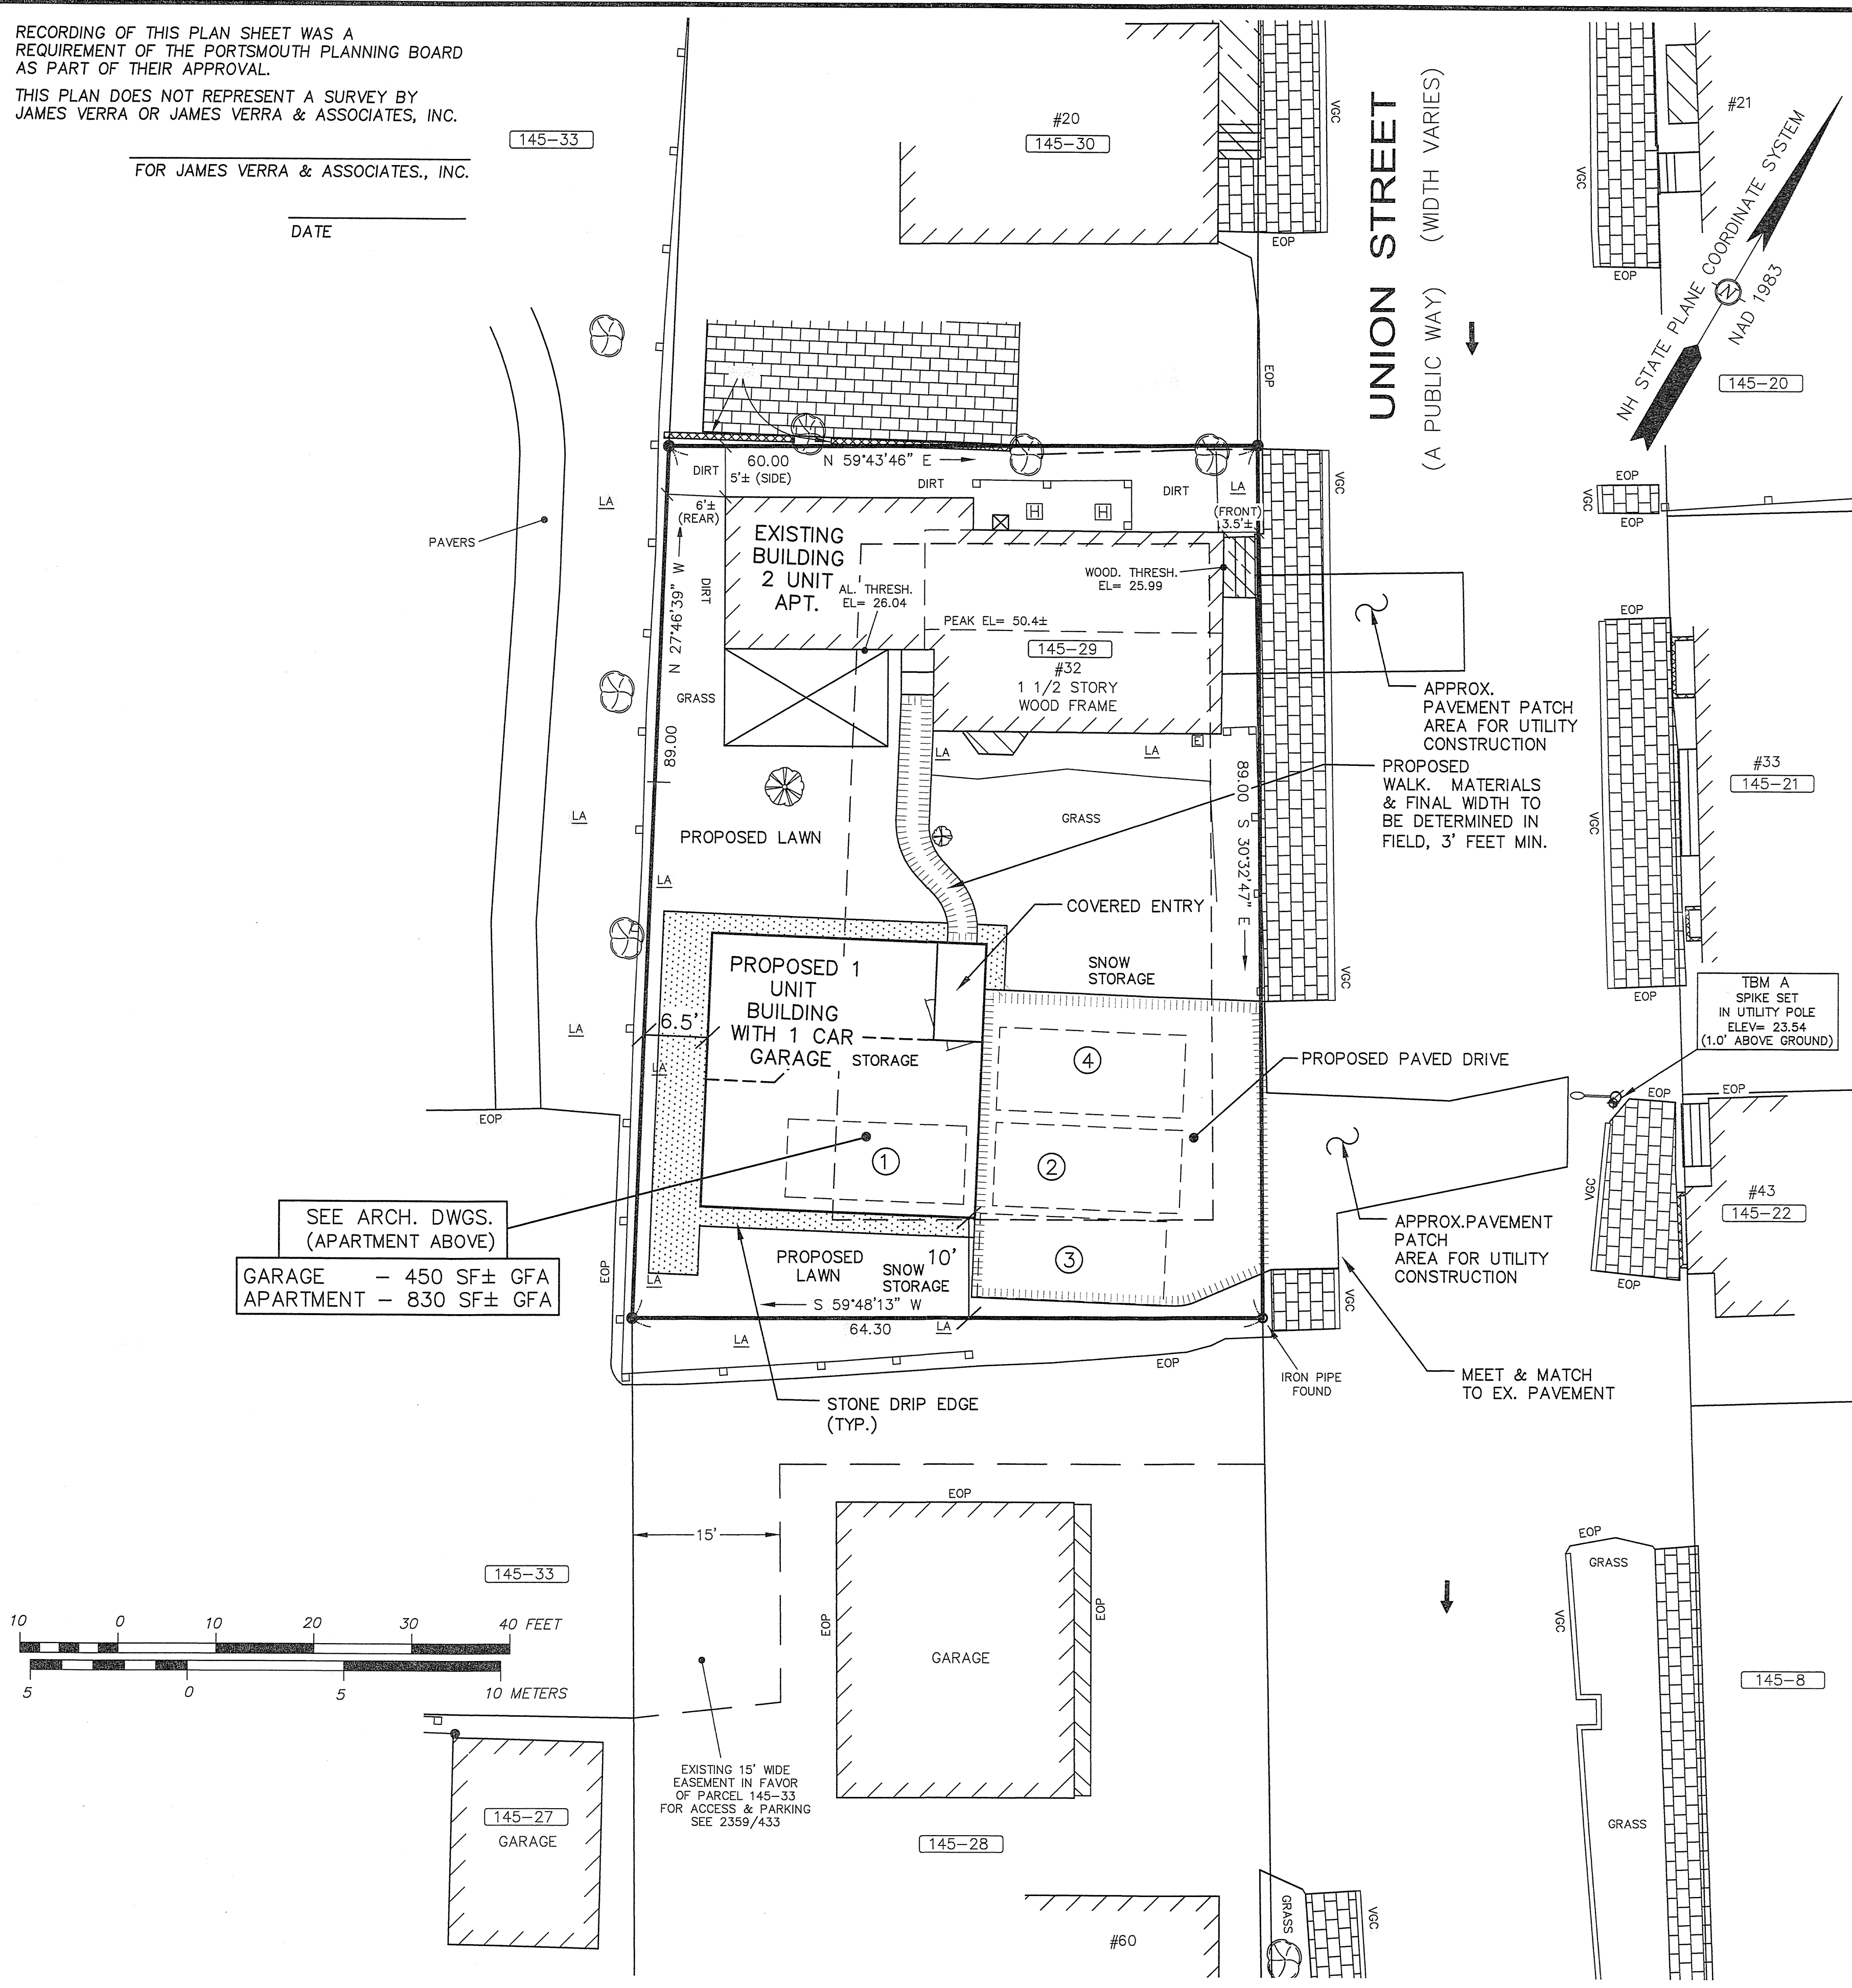 RECORDING OF THIS PLAN SHEET WAS A
REQUIREMENT OF THE PORTSMOUTH PLANNING BOARD
AS PART OF THEIR APPROVAL.
THIS PLAN DOES NOT REPRESENT A SURVEY BY
JAMES VERRA OR JAMES VERRA & ASSOCIATES, INC.
FOR JAMES VERRA & ASSOCIATES., INC.
DATE
145-33
#20
145-30
VGC
EOP
UNION STREET
(A PUBLIC WAY) (WIDTH VARIES)
VGC
EOP
#21
NH STATE PLANE COORDINATE SYSTEM
N
NAD 1983
145-20
EOP
60.00 N 59°43'46" E
5'± (SIDE)
DIRT
DIRT
DIRT
LA
VGC
6'±
(REAR)
(FRONT)
3.5'±
H
H
LA
PAVERS
N 27°46'39" W
89.00
DIRT
EXISTING
BUILDING
2 UNIT
APT.
AL. THRESH.
EL= 26.04
WOOD. THRESH.
EL= 25.99
PEAK EL= 50.4±
145-29
#32
1 1/2 STORY
WOOD FRAME
GRASS
LA
LA
E
EOP
VGC
EOP
APPROX.
PAVEMENT PATCH
AREA FOR UTILITY
CONSTRUCTION
PROPOSED
WALK. MATERIALS
& FINAL WIDTH TO
BE DETERMINED IN
FIELD, 3' FEET MIN.
EOP
VGC
EOP
#33
145-21
89.00 S 30°32'47" E
GRASS
PROPOSED LAWN
LA
LA
COVERED ENTRY
SNOW
STORAGE
VGC
TBM A
SPIKE SET
IN UTILITY POLE
ELEV= 23.54
(1.0' ABOVE GROUND)
PROPOSED 1
UNIT
BUILDING
WITH 1 CAR
GARAGE
STORAGE
6.5'
LA
LA
4
PROPOSED PAVED DRIVE
EOP
EOP
EOP
1
2
3
VGC
EOP
#43
145-22
APPROX.PAVEMENT
PATCH
AREA FOR UTILITY
CONSTRUCTION
SEE ARCH. DWGS.
(APARTMENT ABOVE)
GARAGE - 450 SF± GFA
APARTMENT - 830 SF± GFA
EOP
LA
PROPOSED
LAWN
SNOW
STORAGE
10'
S 59°48'13" W
64.30
LA
LA
EOP
VGC
IRON PIPE
FOUND
MEET & MATCH
TO EX. PAVEMENT
STONE DRIP EDGE
(TYP.)
15'
EOP
EOP
EOP
GARAGE
145-33
10 0 10 20 30 40 FEET
5 0 5 10 METERS
EOP
GRASS
VGC
145-8
EXISTING 15' WIDE
EASEMENT IN FAVOR
OF PARCEL 145-33
FOR ACCESS & PARKING
SEE 2359/433
145-27
GARAGE
145-28
GRASS
#60
GRASS
VGC